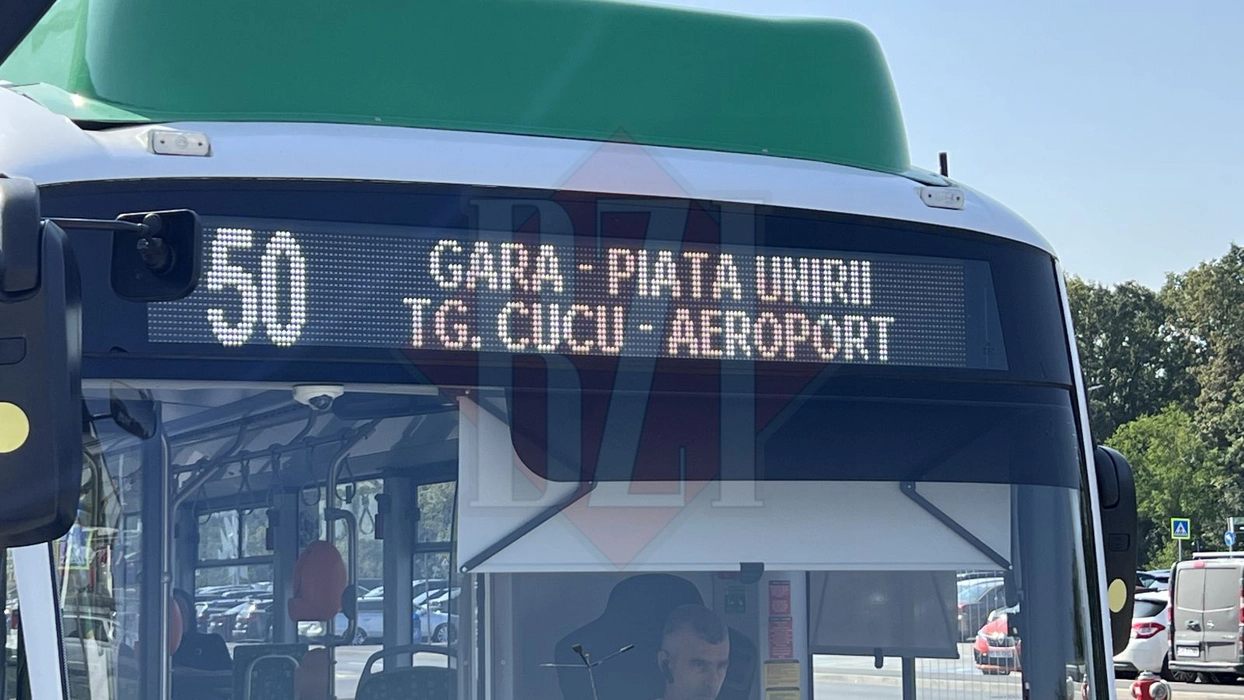 50
GARA - PIATA UNIRII
TG. CUCU - AEROPORT
BZI